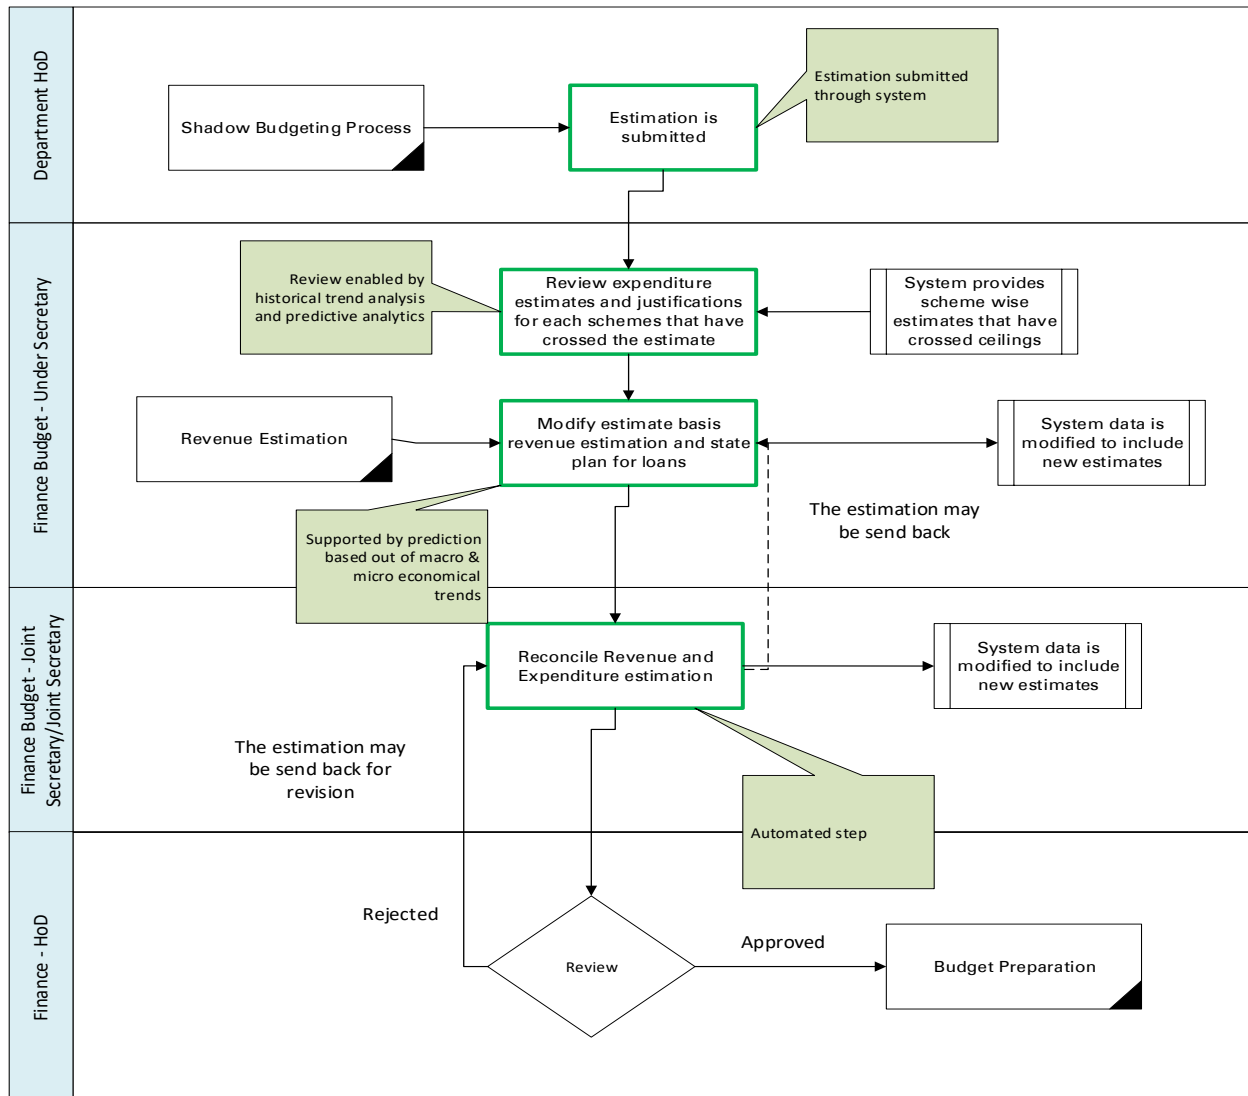 Department HoD
Shadow Budgeting Process
Estimation is
submitted
Estimation submitted
through system
Finance Budget - Under Secretary
Review enabled by
historical trend analysis
and predictive analytics
Review expenditure
estimates and justifications
for each schemes that have
crossed the estimate
System provides
scheme wise
estimates that have
crossed ceilings
Revenue Estimation
Modify estimate basis
revenue estimation and state
plan for loans
System data is
modified to include
new estimates
The estimation may
be send back
Supported by prediction
based out of macro &
micro economical
trends
Finance Budget - Joint
Secretary/Joint Secretary
Reconcile Revenue and
Expenditure estimation
System data is
modified to include
new estimates
The estimation may
be send back for
revision
Automated step
Finance - HoD
Rejected
Review
Approved
Budget Preparation